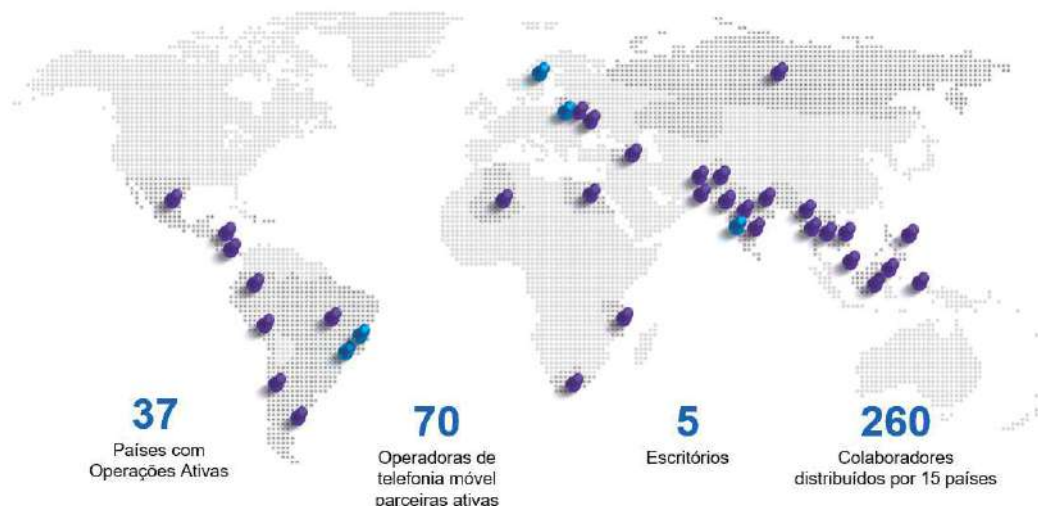 37
Países com
Operações Ativas
70
Operadoras de
telefonia móvel
parceiras ativas
5
Escritórios
260
Colaboradores
distribuídos por 15 países